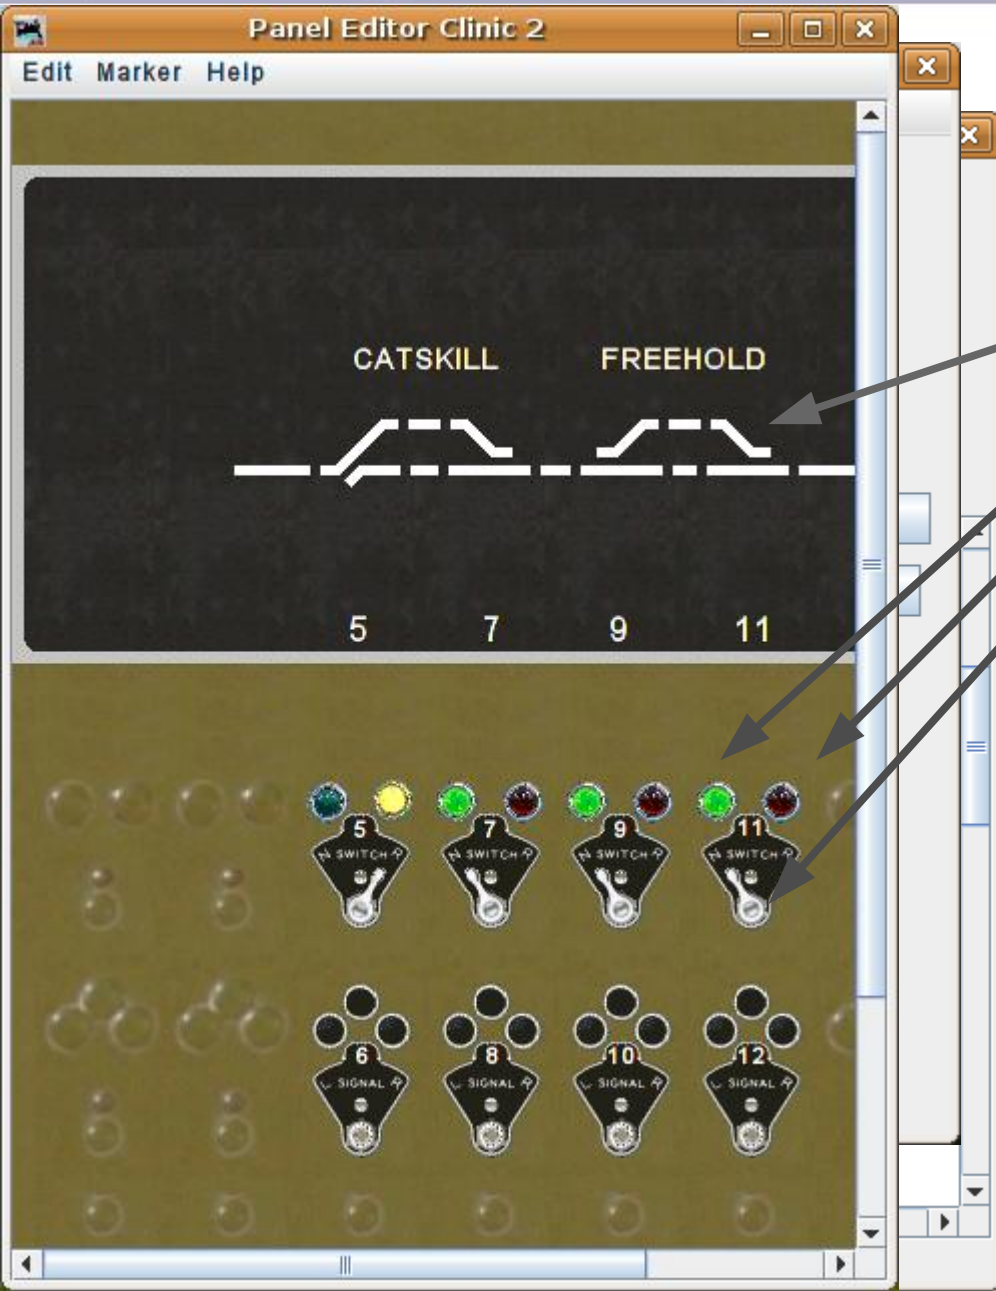 Panel Editor Clinic 2
Edit Marker Help
CATSKILL FREEHOLD
5 7 9 11
5 7 9 11
N SWITCH R N SWITCH R N SWITCH R N SWITCH R
6 8 10 12
L SIGNAL R L SIGNAL R L SIGNAL R L SIGNAL R